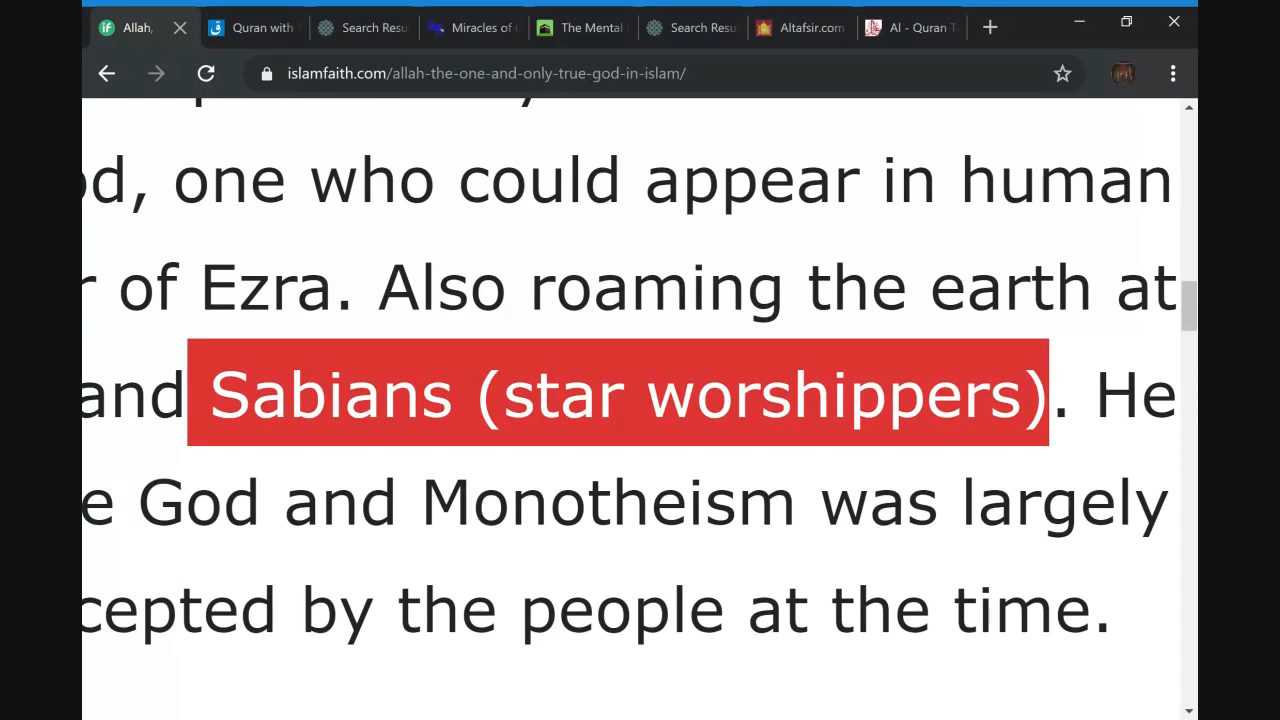 Allah,
Quran with T
Search Resu
Miracles of
The Mental
Search Resu
Altafsir.com
Al - Quran T
islamfaith.com/allah-the-one-and-only-true-god-in-islam/
od, one who could appear in human
r of Ezra. Also roaming the earth at
and Sabians (star worshippers). He
e God and Monotheism was largely
cepted by the people at the time.